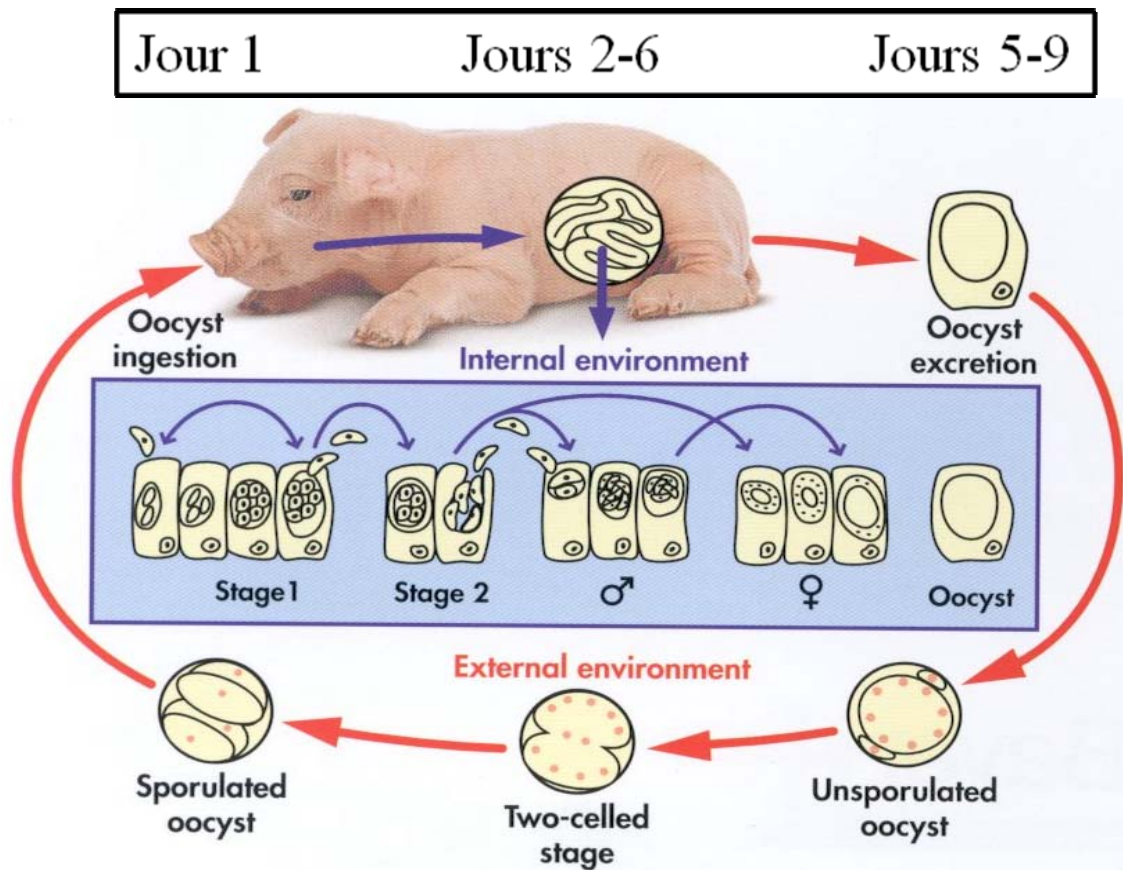 Jour 1 Jours 2-6 Jours 5-9
Oocyst
ingestion
Internal environment
Oocyst
excretion
Stage1 Stage 2 ♂ ♀ Oocyst
External environment
Sporulated
oocyst
Two-celled
stage
Unsporulated
oocyst